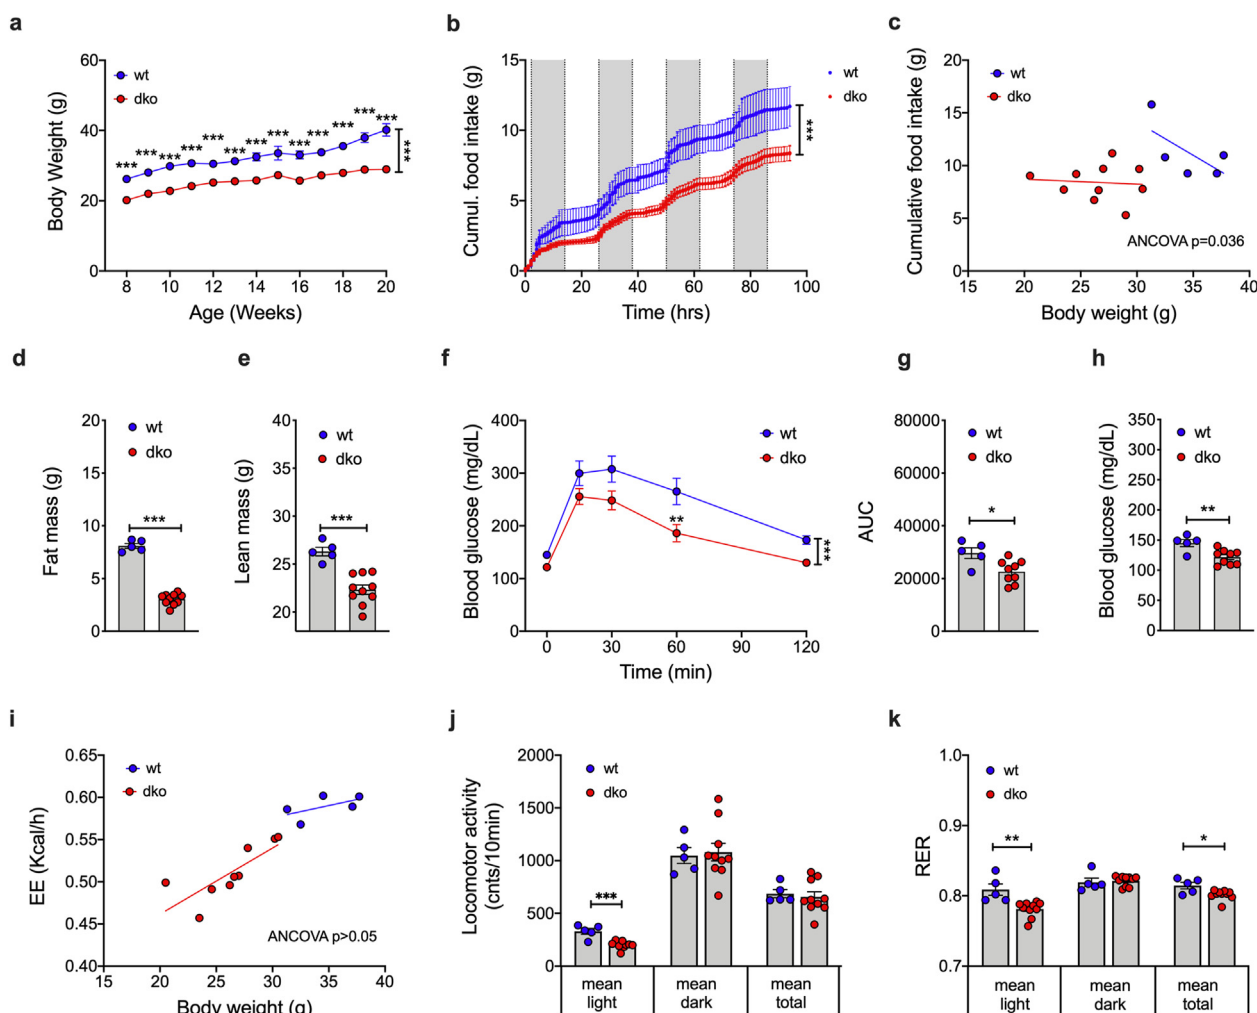 a
b
c
60
40
20
0
Body Weight (g)
wt
dko
***
***
***
***
***
***
***
***
***
***
***
***
***
***
8
10
12
14
16
18
20
Age (Weeks)
15
10
5
0
Cumul. food intake (g)
wt
dko
***
0
20
40
60
80
100
Time (hrs)
20
15
10
5
0
Cumulative food intake (g)
wt
dko
ANCOVA p=0.036
15
20
25
30
35
40
Body weight (g)
d
e
f
g
h
20
15
10
5
0
Fat mass (g)
wt
dko
***
40
38
35
33
30
28
25
22
20
Lean mass (g)
wt
dko
***
400
300
200
100
0
Blood glucose (mg/dL)
wt
dko
**
***
0
30
60
90
120
Time (min)
80000
60000
40000
20000
0
AUC
wt
dko
*
350
300
250
200
150
100
50
0
Blood glucose (mg/dL)
wt
dko
**
i
j
k
0.65
0.60
0.55
0.50
0.45
0.40
EE (Kcal/h)
wt
dko
ANCOVA p>0.05
15
20
25
30
35
40
Body weight (g)
2000
1500
1000
500
0
Locomotor activity
(cnts/10min)
wt
dko
***
mean
light
mean
dark
mean
total
1.0
0.9
0.8
0.7
RER
wt
dko
**
*
mean
light
mean
dark
mean
total